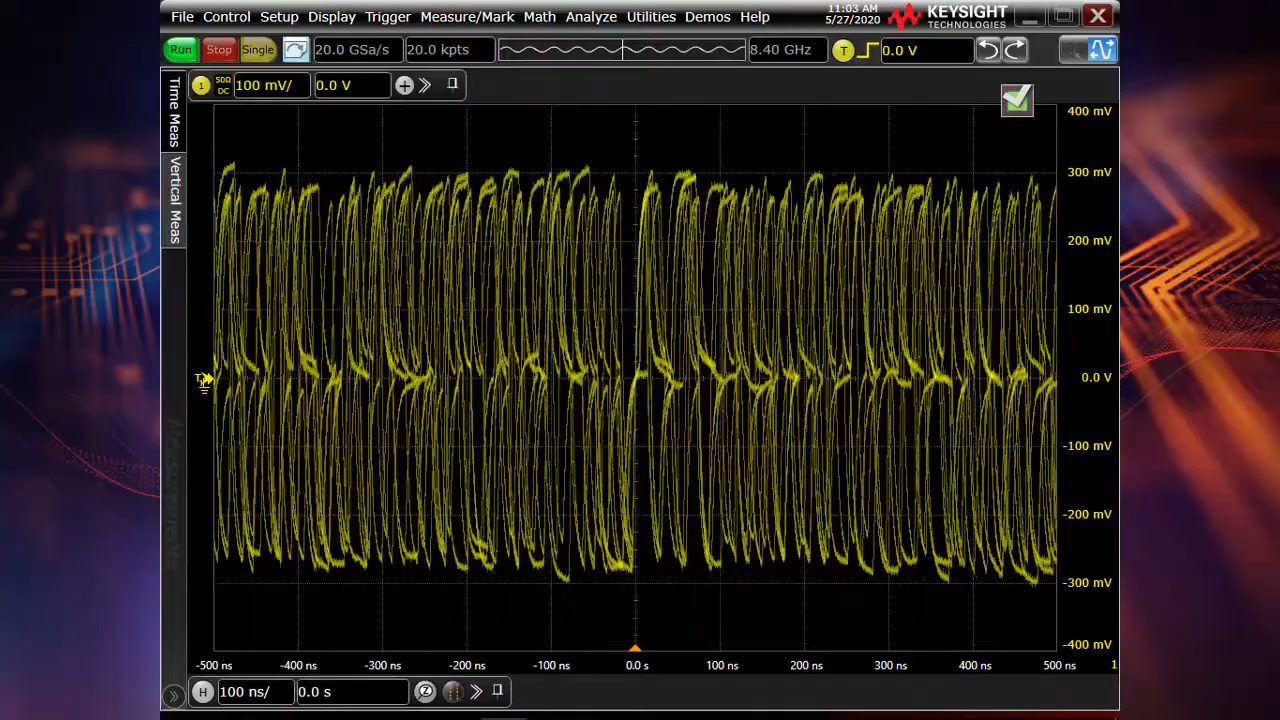 File Control Setup Display Trigger Measure/Mark Math Analyze Utilities Demos Help
11:03 AM
5/27/2020
KEYSIGHT
TECHNOLOGIES
Run Stop Single 20.0 GSa/s 20.0 kpts 8.40 GHz T 0.0 V
Time Meas
Vertical Meas
Measurements
1 50Ω DC 100 mV/ 0.0 V
400 mV
300 mV
200 mV
100 mV
0.0 V
-100 mV
-200 mV
-300 mV
-400 mV
T
-500 ns -400 ns -300 ns -200 ns -100 ns 0.0 s 100 ns 200 ns 300 ns 400 ns 500 ns 1
H 100 ns/ 0.0 s Z